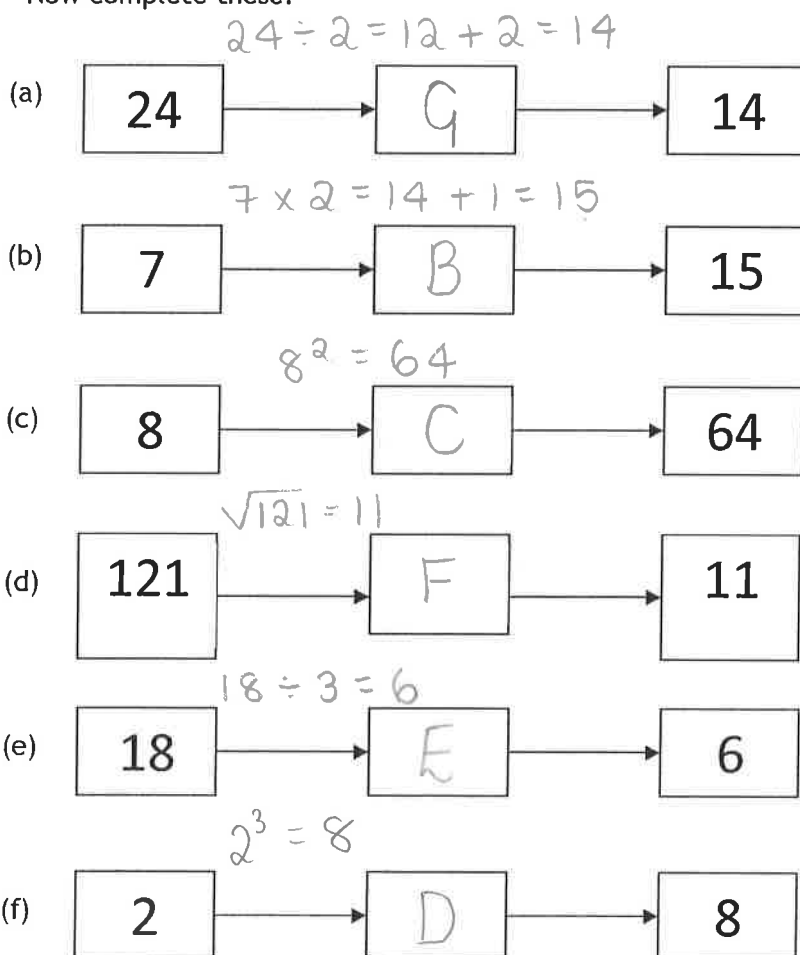 Now complete these:
24 ÷ 2 = 12 + 2 = 14
(a) 24 G 14
7 x 2 = 14 + 1 = 15
(b) 7 B 15
8² = 64
(c) 8 C 64
√121 = 11
(d) 121 F 11
18 ÷ 3 = 6
(e) 18 E 6
2³ = 8
(f) 2 D 8